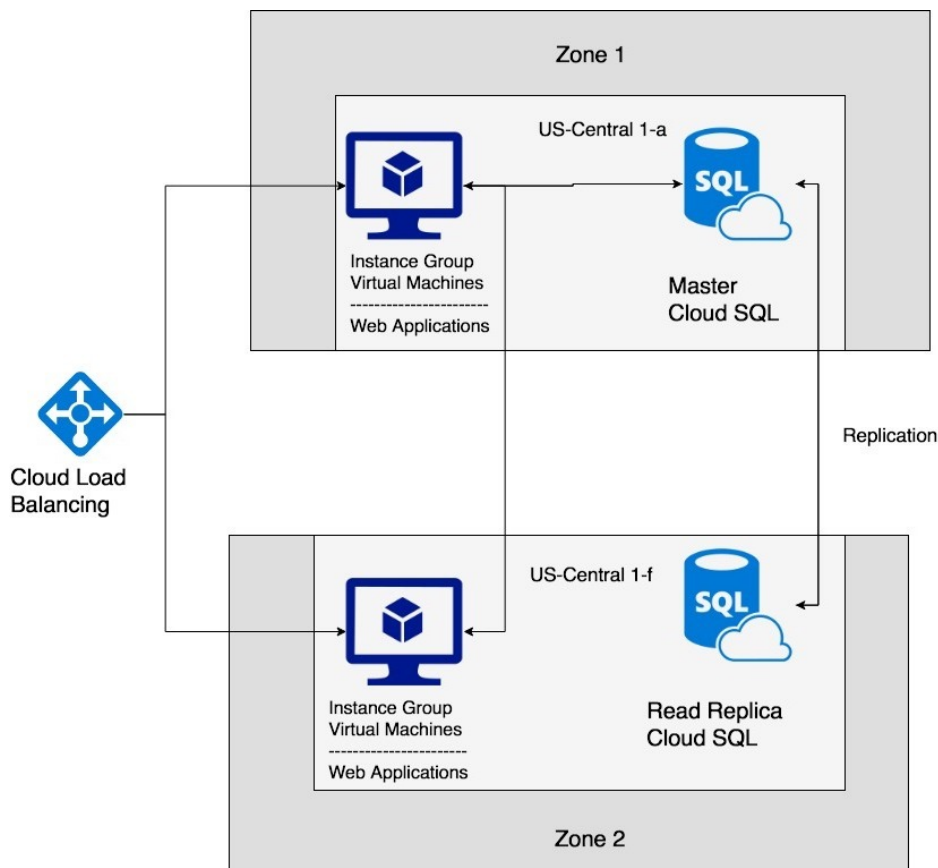 Zone 1
US-Central 1-a
SQL
Instance Group
Virtual Machines
-----------------------
Web Applications
Master
Cloud SQL
Replication
Cloud Load
Balancing
US-Central 1-f
SQL
Instance Group
Virtual Machines
-----------------------
Web Applications
Read Replica
Cloud SQL
Zone 2